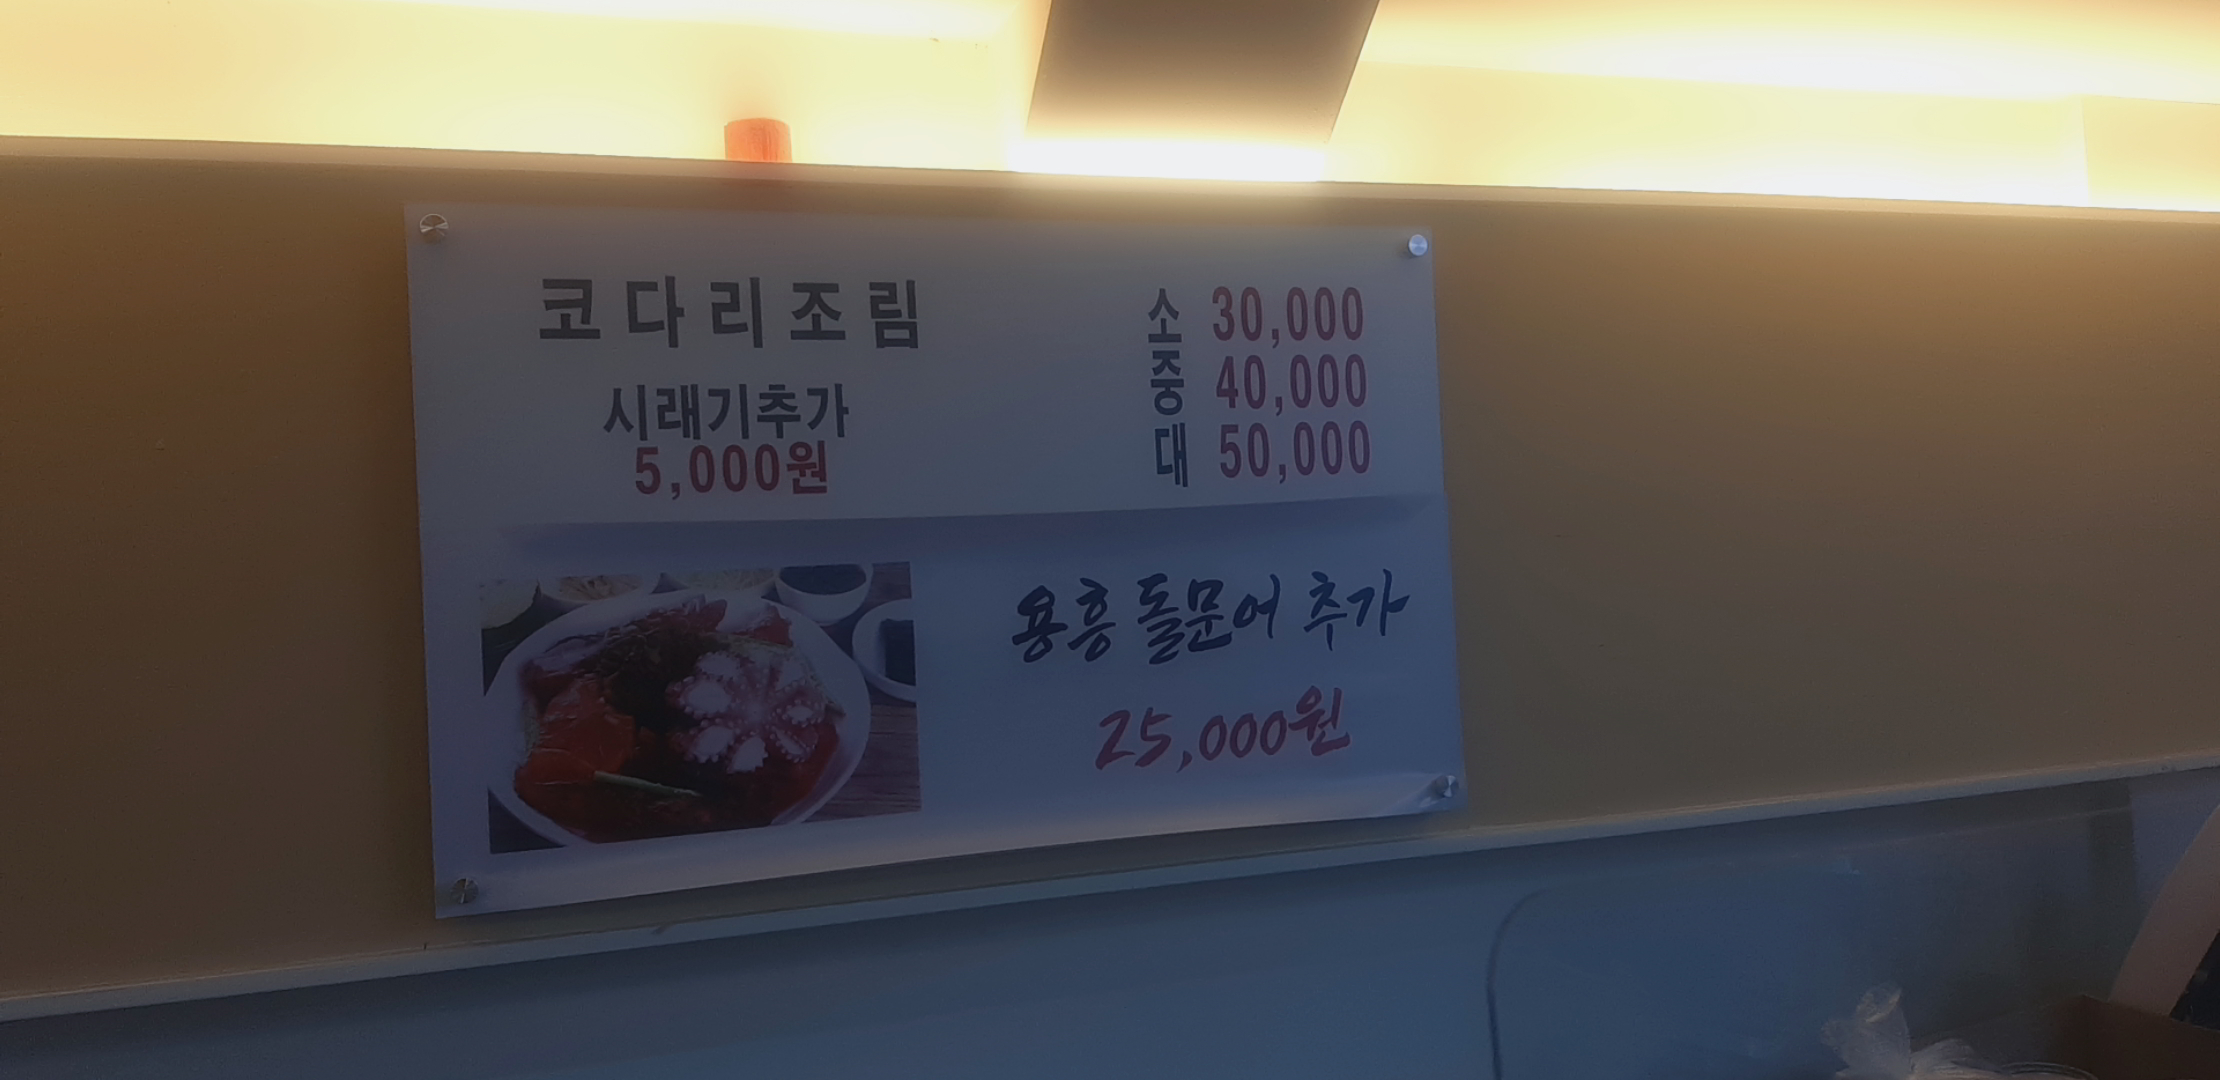 코다리조림
시래기추가
5,000원
소 30,000
중 40,000
대 50,000
용흥 돌문어 추가
25,000원